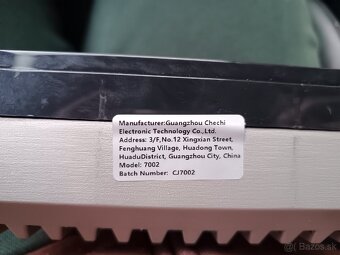 Manufacturer:Guangzhou Chechi
Electronic Technology Co.,Ltd.
Address: 3/F,No.12 Xingxian Street,
Fenghuang Village, Huadong Town,
HuaduDistrict, Guangzhou City, China
Model: 7002
Batch Number: CJ7002
Bazos.sk